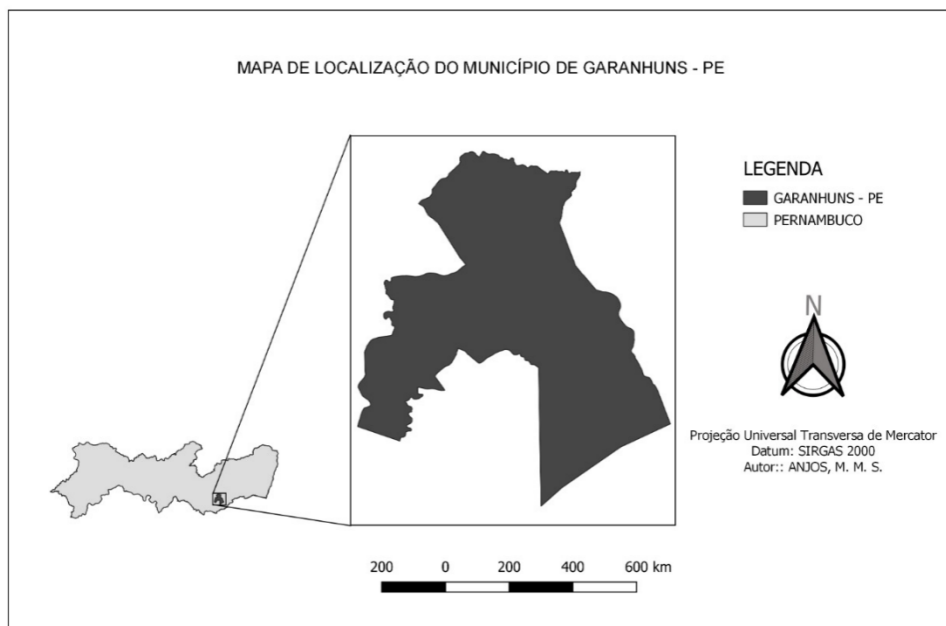 MAPA DE LOCALIZAÇÃO DO MUNICÍPIO DE GARANHUNS - PE
LEGENDA
GARANHUNS - PE
PERNAMBUCO
N
Projeção Universal Transversa de Mercator
Datum: SIRGAS 2000
Autor:: ANJOS, M. M. S.
200 0 200 400 600 km